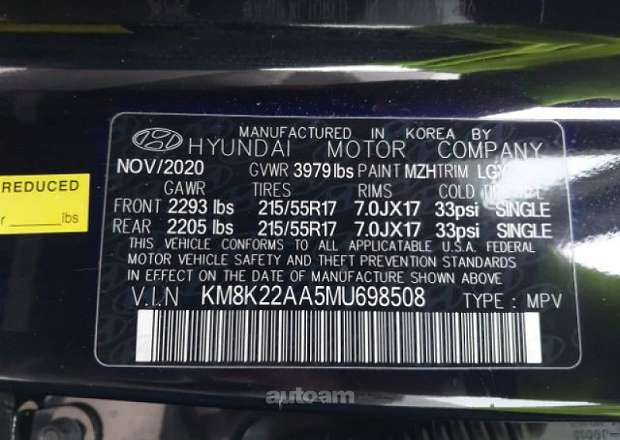 MANUFACTURED IN KOREA BY
HYUNDAI MOTOR COMPANY
NOV/2020 GVWR 3979 lbs PAINT MZH TRIM LGY
GAWR TIRES RIMS COLD
FRONT 2293 lbs 215/55R17 7.0JX17 33psi SINGLE
REAR 2205 lbs 215/55R17 7.0JX17 33psi SINGLE
THIS VEHICLE CONFORMS TO ALL APPLICATABLE U.S.A. FEDERAL
MOTOR VEHICLE SAFETY AND THEFT PREVENTION STANDARDS
IN EFFECT ON THE DATE OF MANUFACTURE SHOWN ABOVE.
V.I.N KM8K22AA5MU698508 TYPE : MPV
REDUCED
lbs
autoam